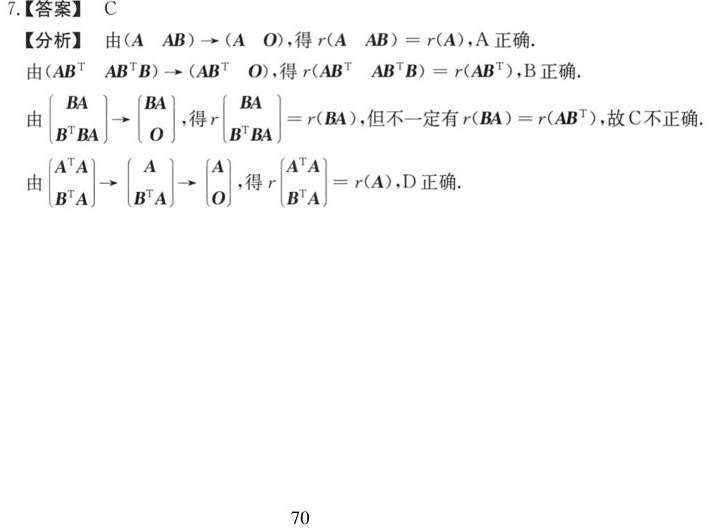 7.【答案】 C
【分析】 由(A AB)→(A O),得 r(A AB)=r(A),A 正确.
由(ABᵀ ABᵀB)→(ABᵀ O),得 r(ABᵀ ABᵀB)=r(ABᵀ),B 正确.
由[BA; BᵀBA]→[BA; O],得 r[BA; BᵀBA]=r(BA),但不一定有 r(BA)=r(ABᵀ),故 C 不正确.
由[AᵀA; BᵀA]→[A; BᵀA]→[A; O],得 r[AᵀA; BᵀA]=r(A),D 正确.
70